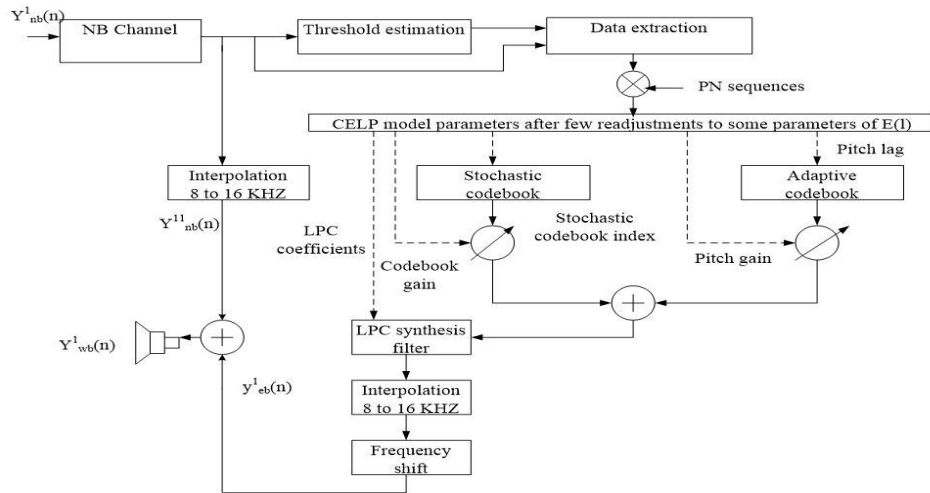 Y¹nb(n)
NB Channel
Threshold estimation
Data extraction
PN sequences
CELP model parameters after few readjustments to some parameters of E(l)
Pitch lag
Interpolation
8 to 16 KHZ
Stochastic
codebook
Adaptive
codebook
Y¹¹nb(n)
LPC
coefficients
Stochastic
codebook index
Codebook
gain
Pitch gain
LPC synthesis
filter
Y¹wb(n)
y¹eb(n)
Interpolation
8 to 16 KHZ
Frequency
shift